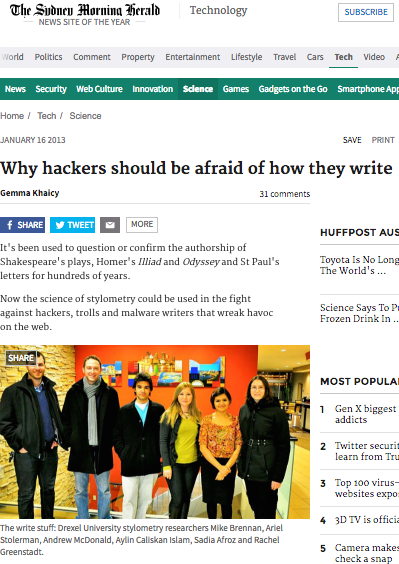 The Sydney Morning Herald
NEWS SITE OF THE YEAR
Technology
SUBSCRIBE
World Politics Comment Property Entertainment Lifestyle Travel Cars Tech Video
News Security Web Culture Innovation Science Games Gadgets on the Go Smartphone App
Home / Tech / Science
JANUARY 16 2013
SAVE PRINT
Why hackers should be afraid of how they write
Gemma Khaicy
31 comments
SHARE TWEET MORE
It's been used to question or confirm the authorship of
Shakespeare's plays, Homer's Illiad and Odyssey and St Paul's
letters for hundreds of years.
Now the science of stylometry could be used in the fight
against hackers, trolls and malware writers that wreak havoc
on the web.
SHARE
The write stuff: Drexel University stylometry researchers Mike Brennan, Ariel
Stolerman, Andrew McDonald, Aylin Caliskan Islam, Sadia Afroz and Rachel
Greenstadt.
HUFFPOST AUS
Toyota Is No Long
The World's ...
Science Says To Pu
Frozen Drink In ..
MOST POPULA
1 Gen X biggest
addicts
2 Twitter securit
learn from Tru
3 Top 100 virus-
websites expo
4 3D TV is officia
5 Camera makes
check a snap